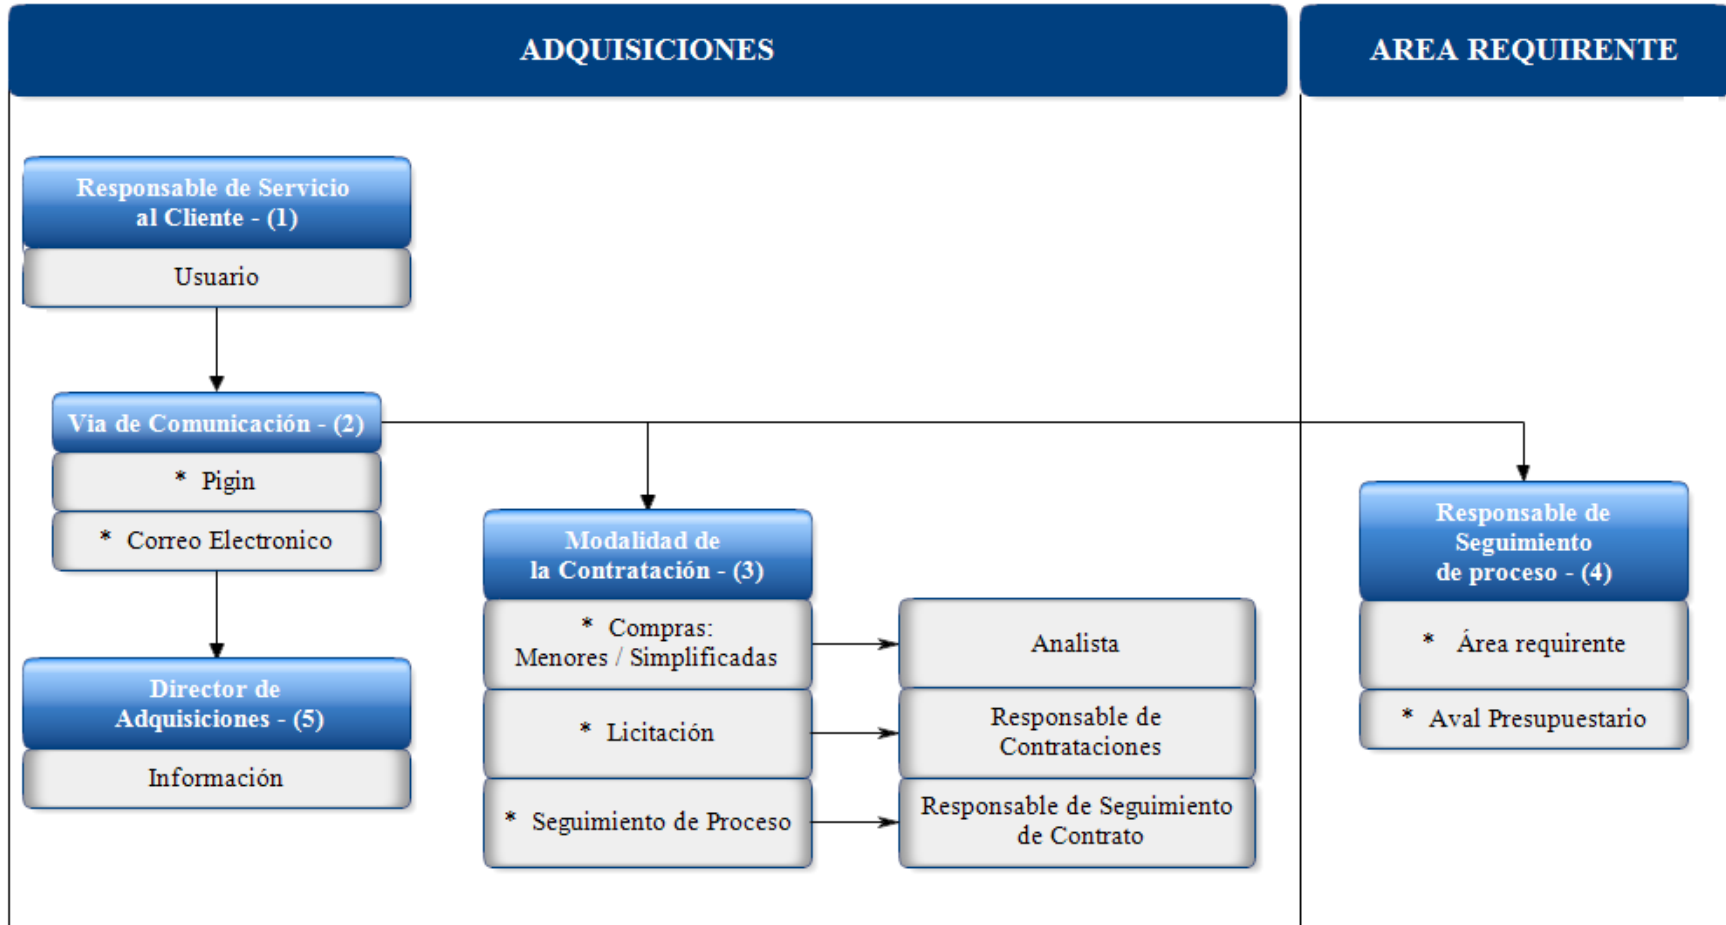 ADQUISICIONES
AREA REQUIRENTE
Responsable de Servicio
al Cliente - (1)
Usuario
Via de Comunicación - (2)
* Pigin
* Correo Electronico
Director de
Adquisiciones - (5)
Información
Modalidad de
la Contratación - (3)
* Compras:
Menores / Simplificadas
Analista
* Licitación
Responsable de
Contrataciones
* Seguimiento de Proceso
Responsable de Seguimiento
de Contrato
Responsable de
Seguimiento
de proceso - (4)
* Área requirente
* Aval Presupuestario